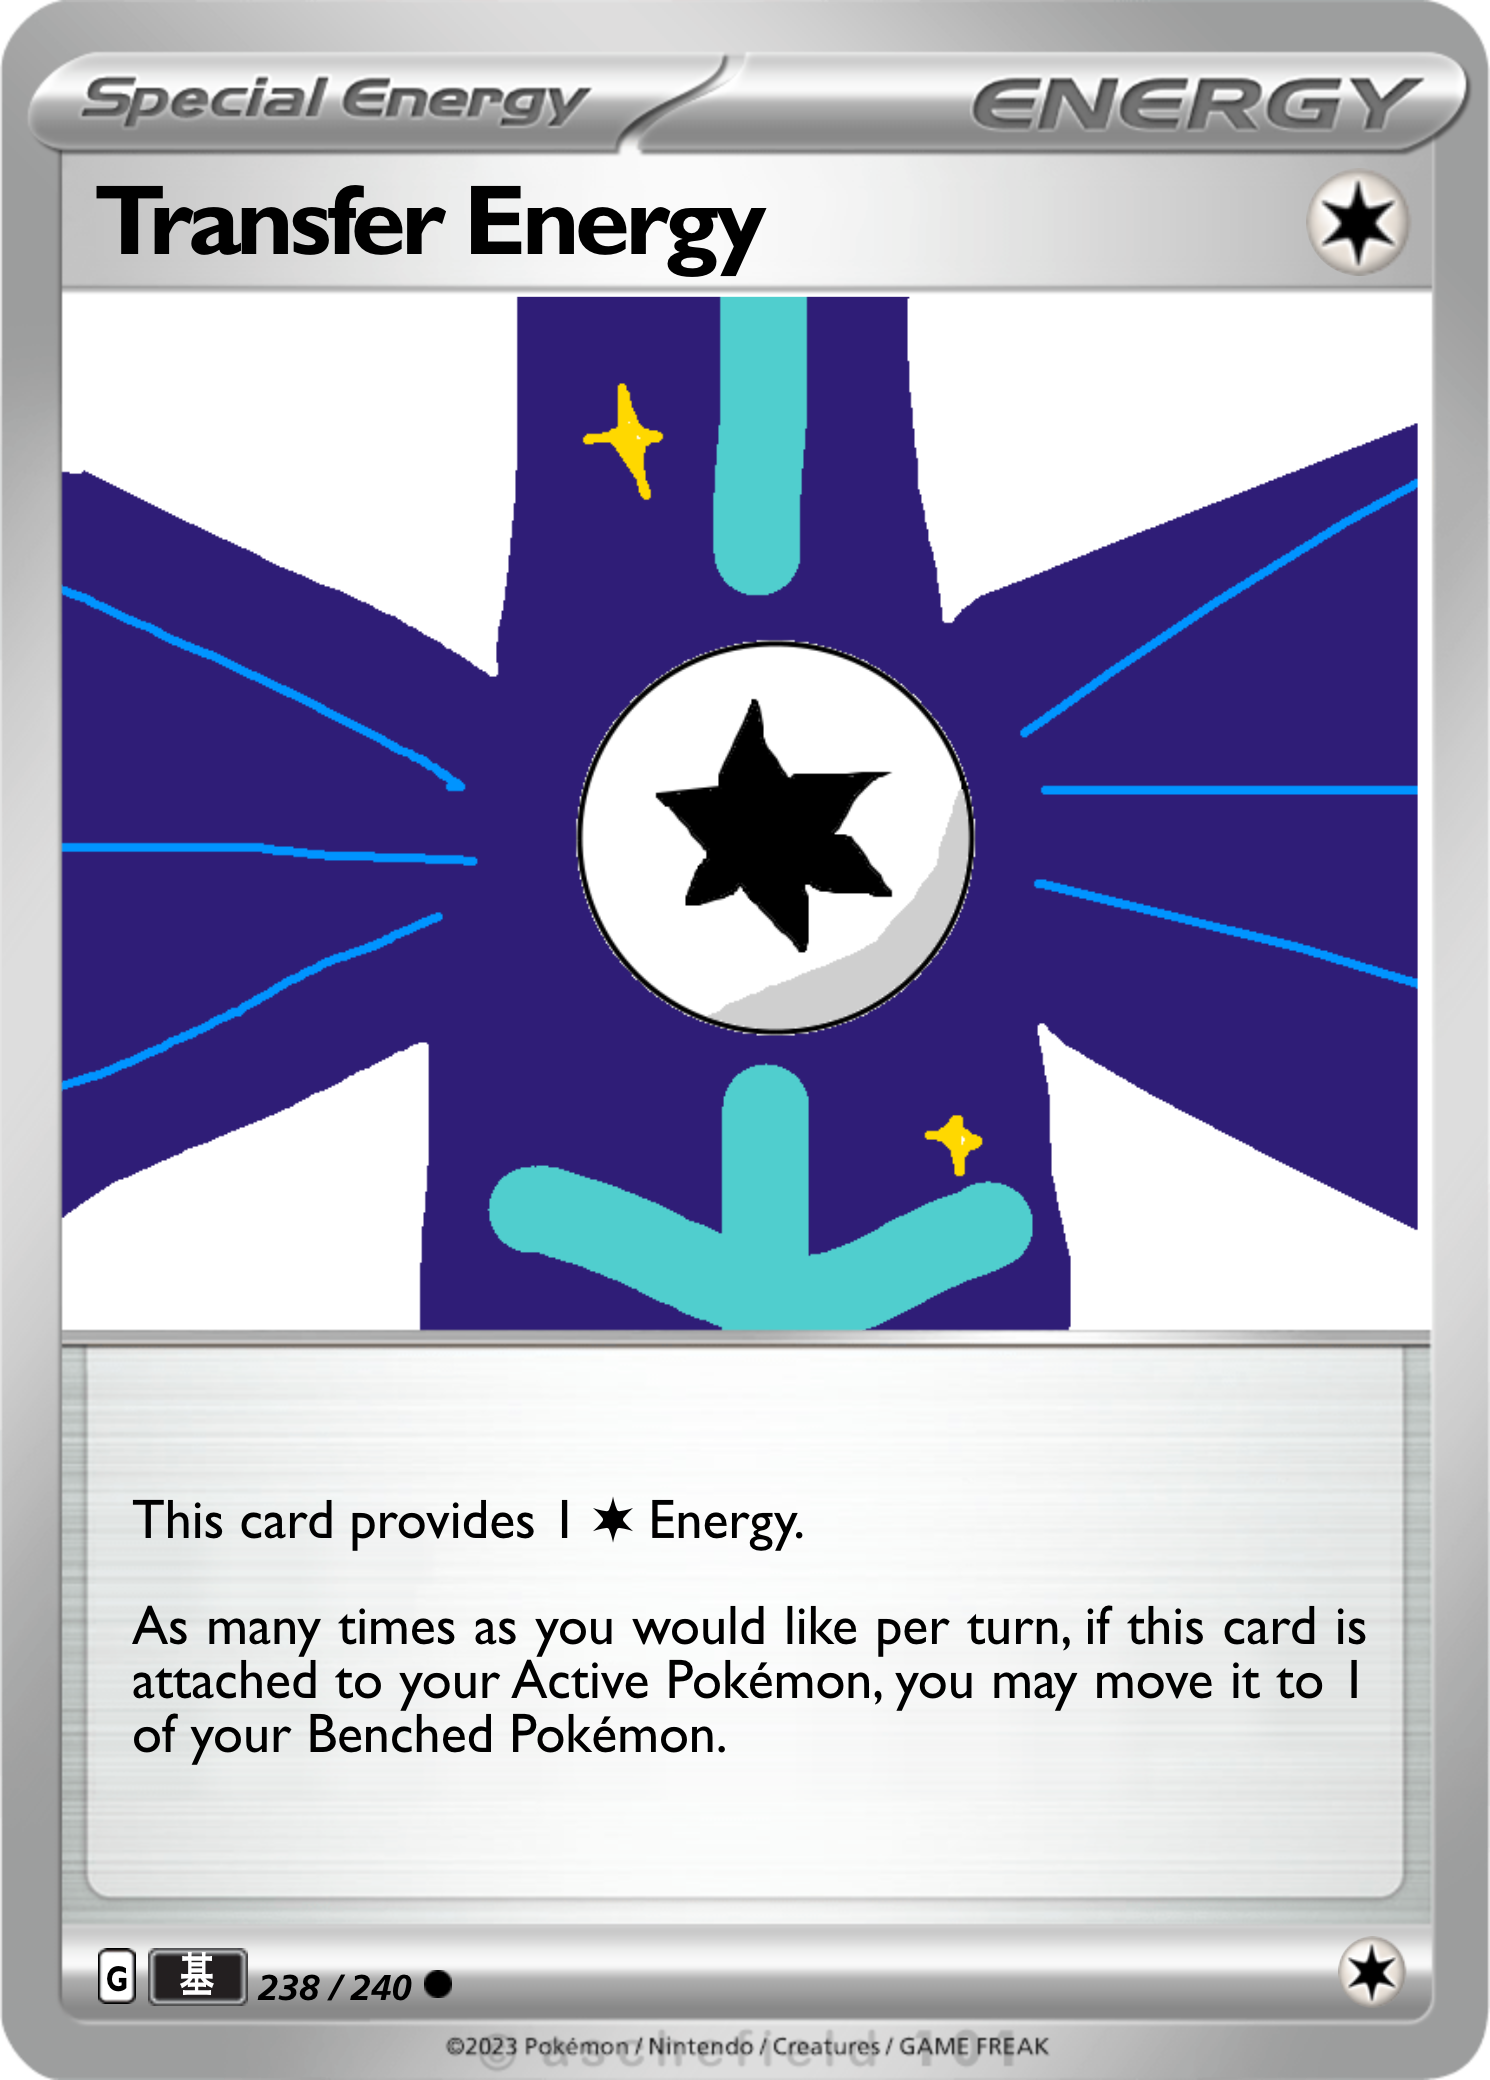 Special Energy
ENERGY
Transfer Energy
This card provides 1 ✶ Energy.
As many times as you would like per turn, if this card is
attached to your Active Pokémon, you may move it to 1
of your Benched Pokémon.
G 基 238 / 240
©2023 Pokémon / Nintendo / Creatures / GAME FREAK
© aschefield 101